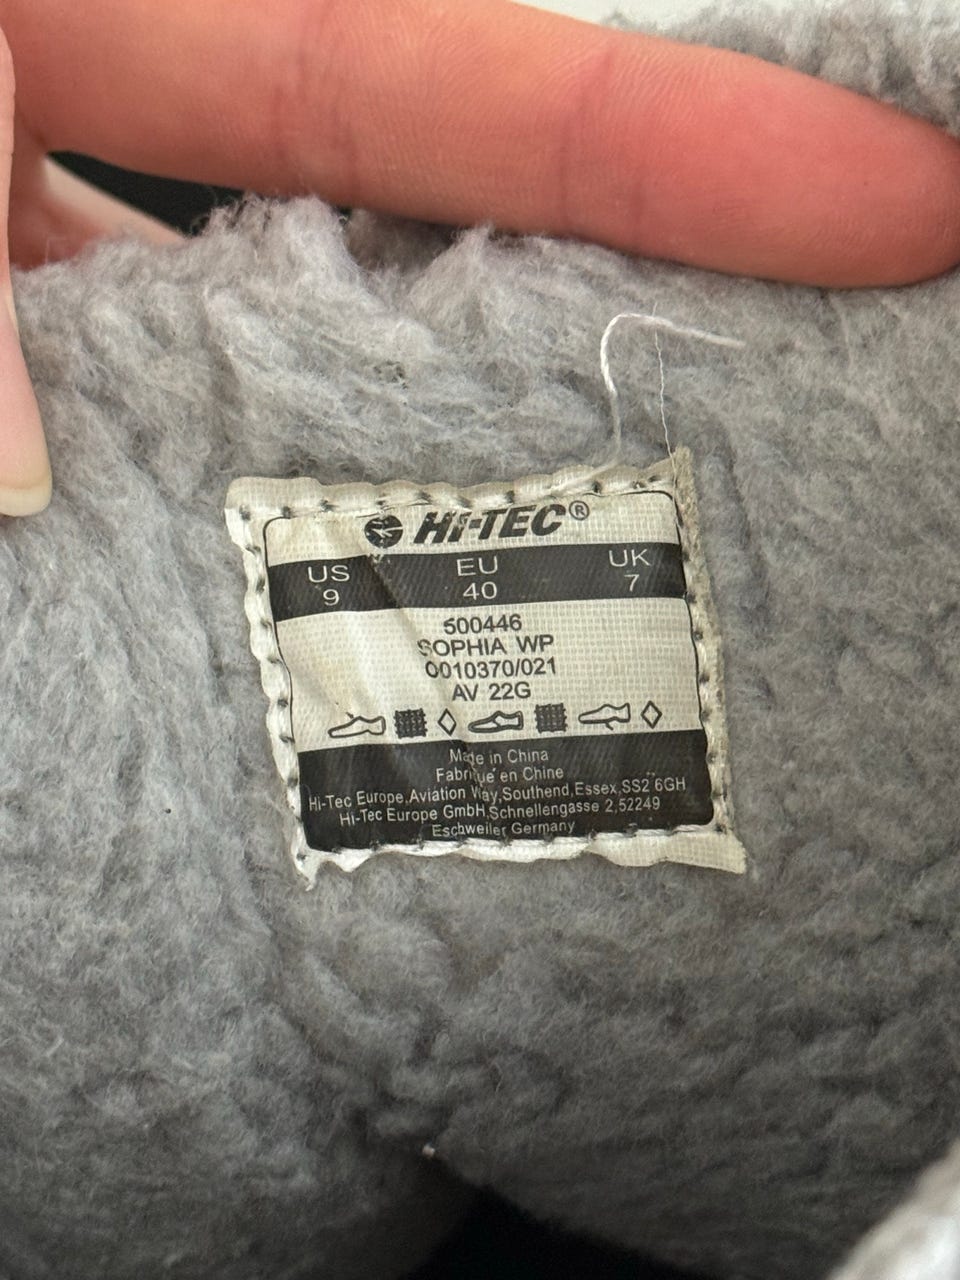 HI-TEC®
US EU UK
9 40 7
500446
SOPHIA WP
0010370/021
AV 22G
Made in China
Fabriqué en Chine
Hi-Tec Europe,Aviation Way,Southend,Essex,SS2 6GH
Hi-Tec Europe GmbH,Schnellengasse 2,52249
Eschweiler Germany